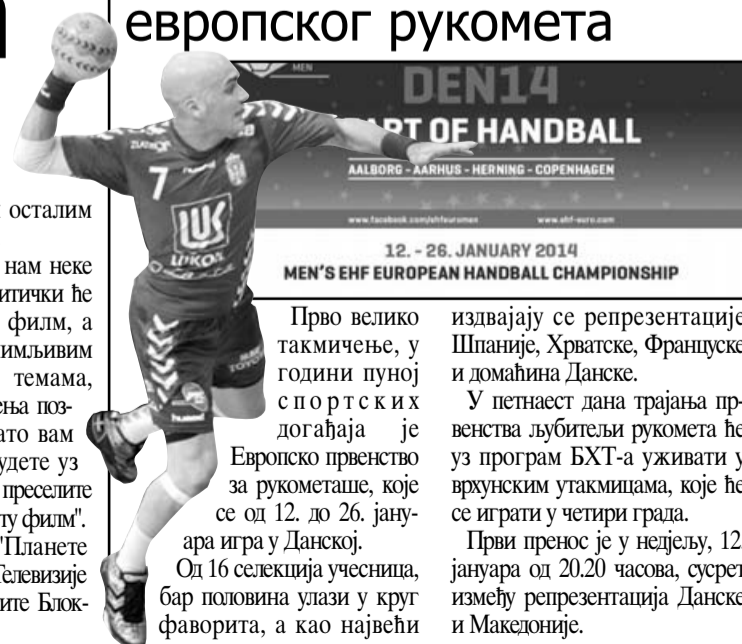 европског рукомета
MEN
DEN14
ART OF HANDBALL
AALBORG - AARHUS - HERNING - COPENHAGEN
www.facebook.com/ehfeuromen www.ehf-euro.com
12. - 26. JANUARY 2014
MEN'S EHF EUROPEAN HANDBALL CHAMPIONSHIP
7
LUKOIL
TOYO
осталим
нам неке
итички ће
филм, а
имљивим
темама,
ења поз-
ато вам
удете уз
преселите
лу филм".
"Планете
Телевизије
ите Блок-
Прво велико
такмичење, у
години пуној
спортских
догађаја је
Европско првенство
за рукометаше, које
се од 12. до 26. јану-
ара игра у Данској.
Од 16 селекција учесница,
бар половина улази у круг
фаворита, а као највећи
издвајају се репрезентације
Шпаније, Хрватске, Француске
и домаћина Данске.
У петнаест дана трајања пр-
венства љубитељи рукомета ће
уз програм БХТ-а уживати у
врхунским утакмицама, које ће
се играти у четири града.
Први пренос је у недјељу, 12.
јануара од 20.20 часова, сусрет
између репрезентација Данске
и Македоније.